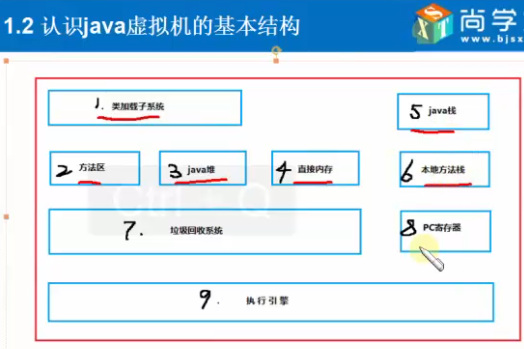 1.2 认识java虚拟机的基本结构
尚学
www.bjsx
1. 类加载子系统
5 java栈
2 方法区
3 java堆
4 直接内存
6 本地方法栈
Ctrl + Q
7. 垃圾回收系统
8 PC寄存器
9. 执行引擎